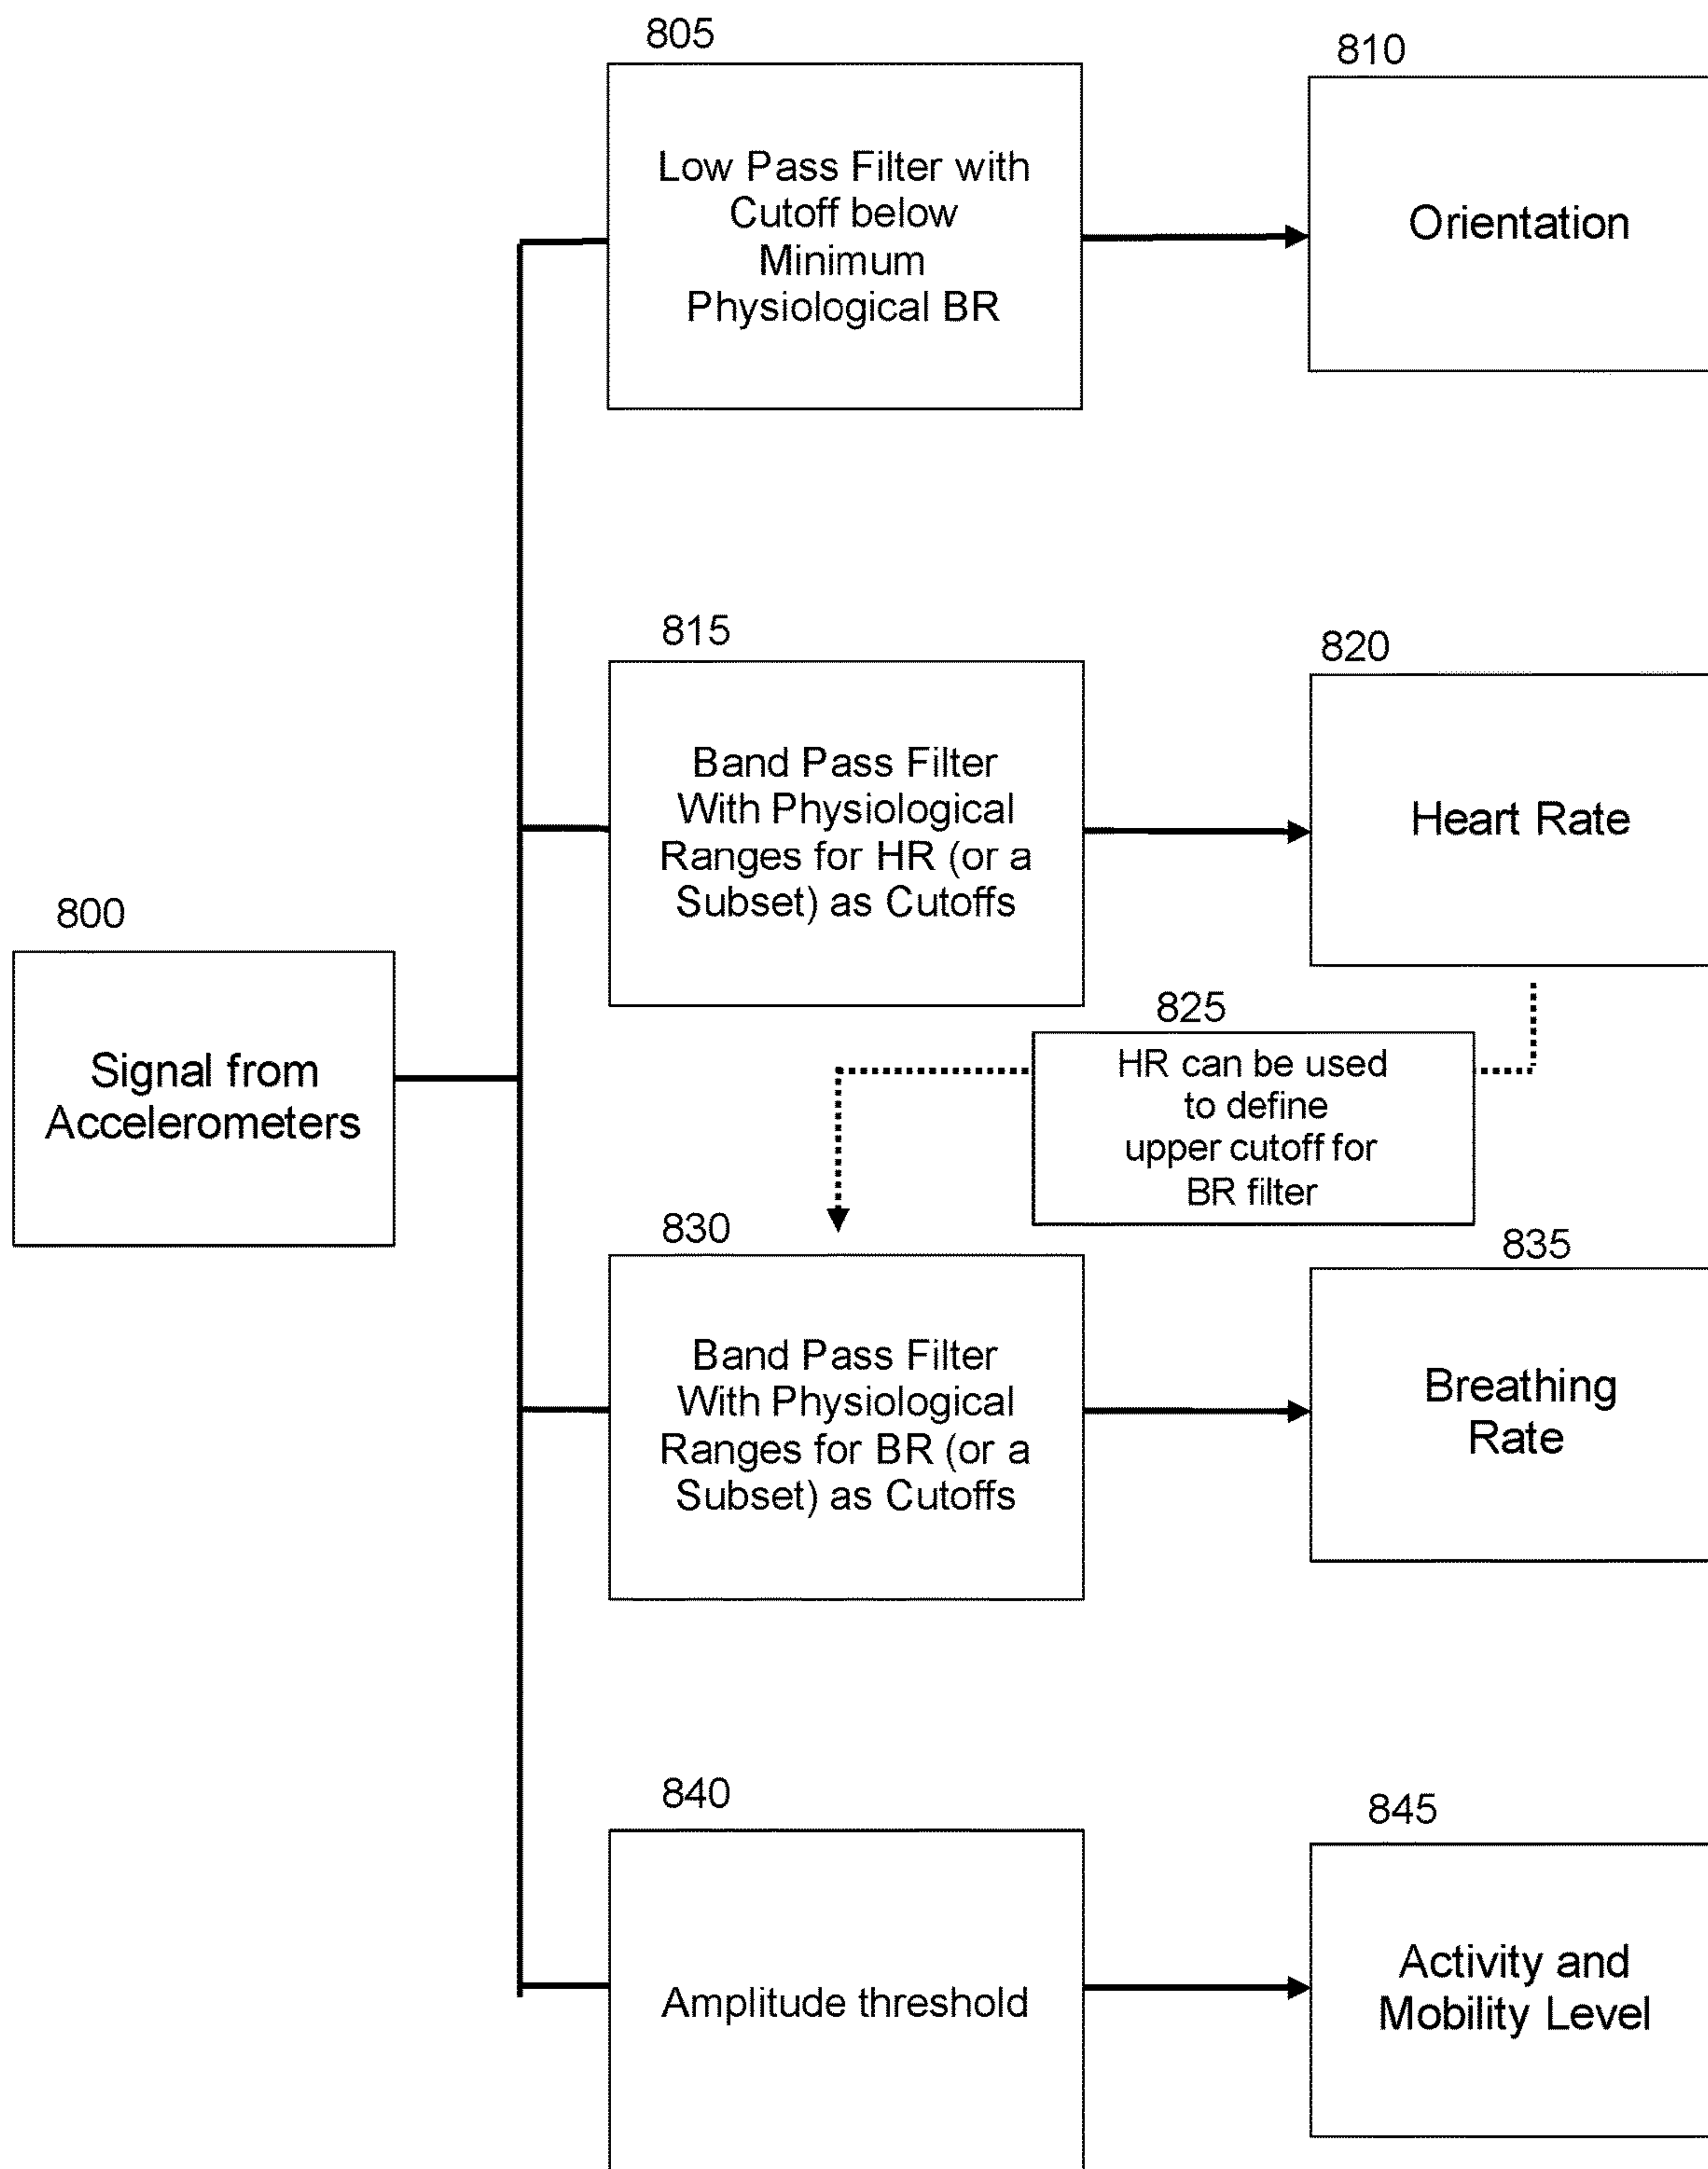 805
Low Pass Filter with
Cutoff below
Minimum
Physiological BR
810
Orientation
815
Band Pass Filter
With Physiological
Ranges for HR (or a
Subset) as Cutoffs
820
Heart Rate
800
Signal from
Accelerometers
825
HR can be used
to define
upper cutoff for
BR filter
830
Band Pass Filter
With Physiological
Ranges for BR (or a
Subset) as Cutoffs
835
Breathing
Rate
840
Amplitude threshold
845
Activity and
Mobility Level